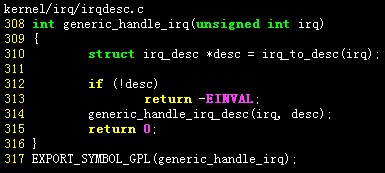 kernel/irq/irqdesc.c
308 int generic_handle_irq(unsigned int irq)
309 {
310         struct irq_desc *desc = irq_to_desc(irq);
311
312         if (!desc)
313                 return -EINVAL;
314         generic_handle_irq_desc(irq, desc);
315         return 0;
316 }
317 EXPORT_SYMBOL_GPL(generic_handle_irq);